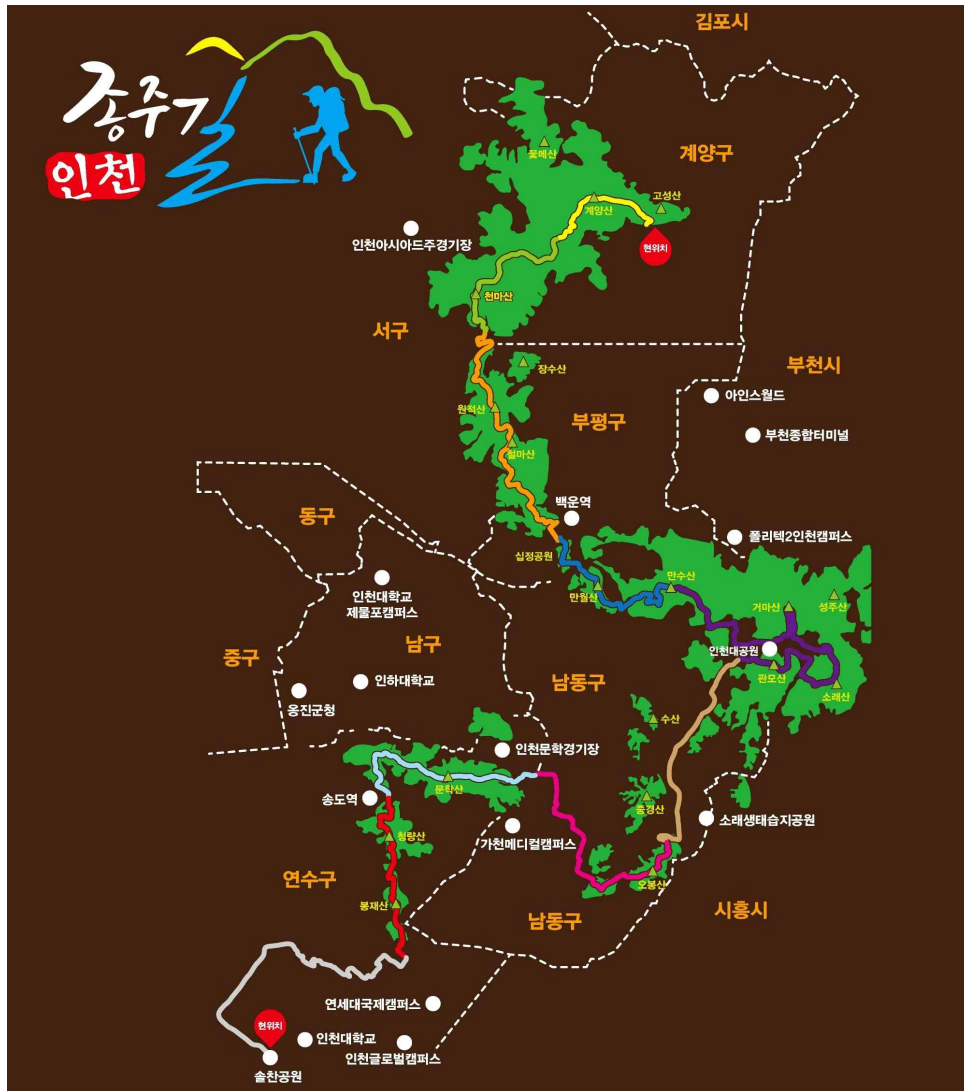 김포시
종주길
인천
꽃메산
계양구
계양산
고성산
현위치
인천아시아드주경기장
천마산
서구
장수산
부천시
아인스월드
원적산
부평구
철마산
부천종합터미널
백운역
동구
십정공원
폴리텍2인천캠퍼스
인천대학교
제물포캠퍼스
만월산
만수산
거마산
성주산
남구
중구
인천대공원
인하대학교
남동구
관모산
소래산
옹진군청
수산
인천문학경기장
문학산
송도역
듕경산
소래생태습지공원
청량산
가천메디컬캠퍼스
연수구
오봉산
봉재산
남동구
시흥시
연세대국제캠퍼스
현위치
인천대학교
인천글로벌캠퍼스
솔찬공원